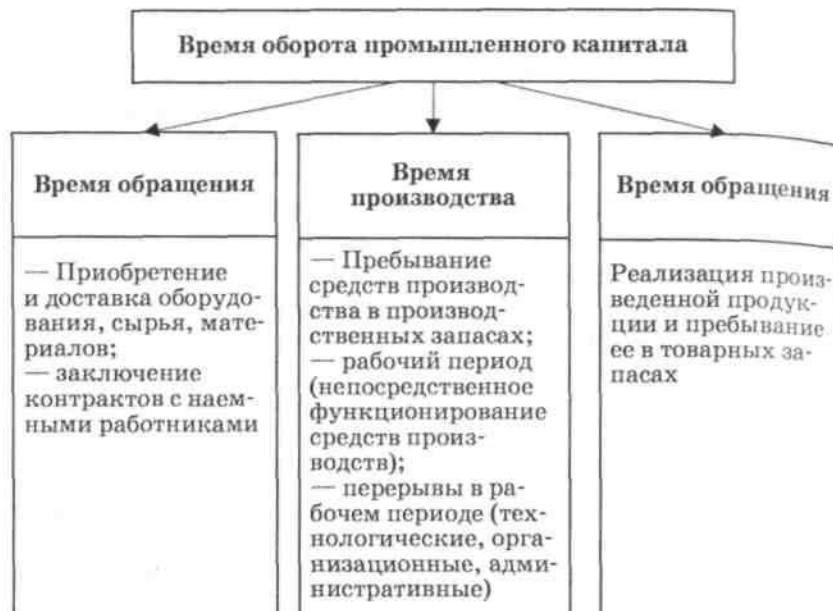 Время оборота промышленного капитала
Время обращения
— Приобретение
и доставка оборудо-
вания, сырья, мате-
риалов;
— заключение
контрактов с наем-
ными работниками
Время
производства
— Пребывание
средств производ-
ства в производ-
ственных запасах;
— рабочий период
(непосредственное
функционирование
средств произ-
водств);
— перерывы в ра-
бочем периоде (тех-
нологические, орга-
низационные, адми-
нистративные)
Время обращения
Реализация произ-
веденной продук-
ции и пребывание
ее в товарных за-
пасах